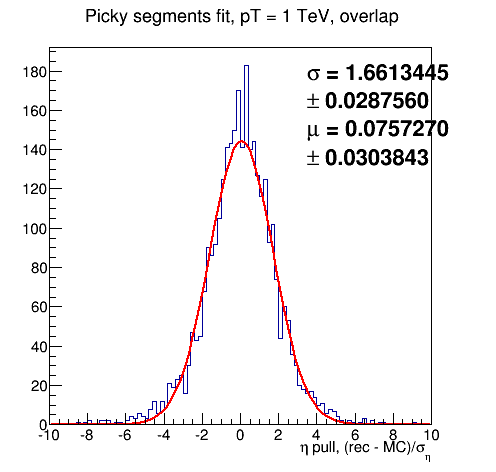 Picky segments fit, pT = 1 TeV, overlap
σ = 1.6613445
± 0.0287560
μ = 0.0757270
± 0.0303843
180
160
140
120
100
80
60
40
20
0
-10 -8 -6 -4 -2 0 2 4 6 8 10
η pull, (rec - MC)/σ_η